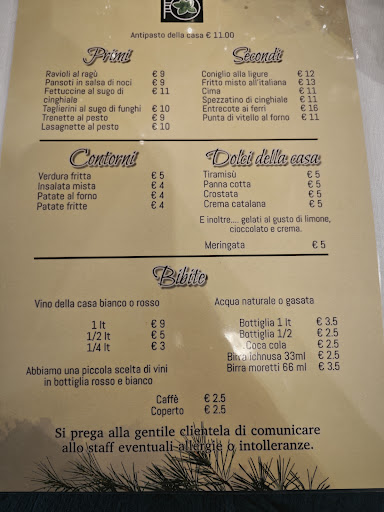 Antipasto della casa € 11.00
Primi
Ravioli al ragù € 9
Pansoti in salsa di noci € 9
Fettuccine al sugo di € 11
cinghiale
Taglierini al sugo di funghi € 10
Trenette al pesto € 9
Lasagnette al pesto € 10
Secondi
Coniglio alla ligure € 12
Fritto misto all'italiana € 13
Cima € 11
Spezzatino di cinghiale € 11
Entrecote ai ferri € 16
Punta di vitello al forno € 11
Contorni
Verdura fritta € 5
Insalata mista € 4
Patate al forno € 4
Patate fritte € 4
Dolci della casa
Tiramisù € 5
Panna cotta € 5
Crostata € 5
Crema catalana € 5
E inoltre.... gelati al gusto di limone,
cioccolato e crema.
Meringata € 5
Bibite
Vino della casa bianco o rosso
1 lt € 9
1/2 lt € 5
1/4 lt € 3
Abbiamo una piccola scelta di vini
in bottiglia rosso e bianco
Acqua naturale o gasata
Bottiglia 1 lt € 3.5
Bottiglia 1/2 € 2.5
Coca cola € 2.5
Birra ichnusa 33ml € 2.5
Birra moretti 66 ml € 3.5
Caffè € 2.5
Coperto € 2.5
Si prega alla gentile clientela di comunicare
allo staff eventuali allergie o intolleranze.